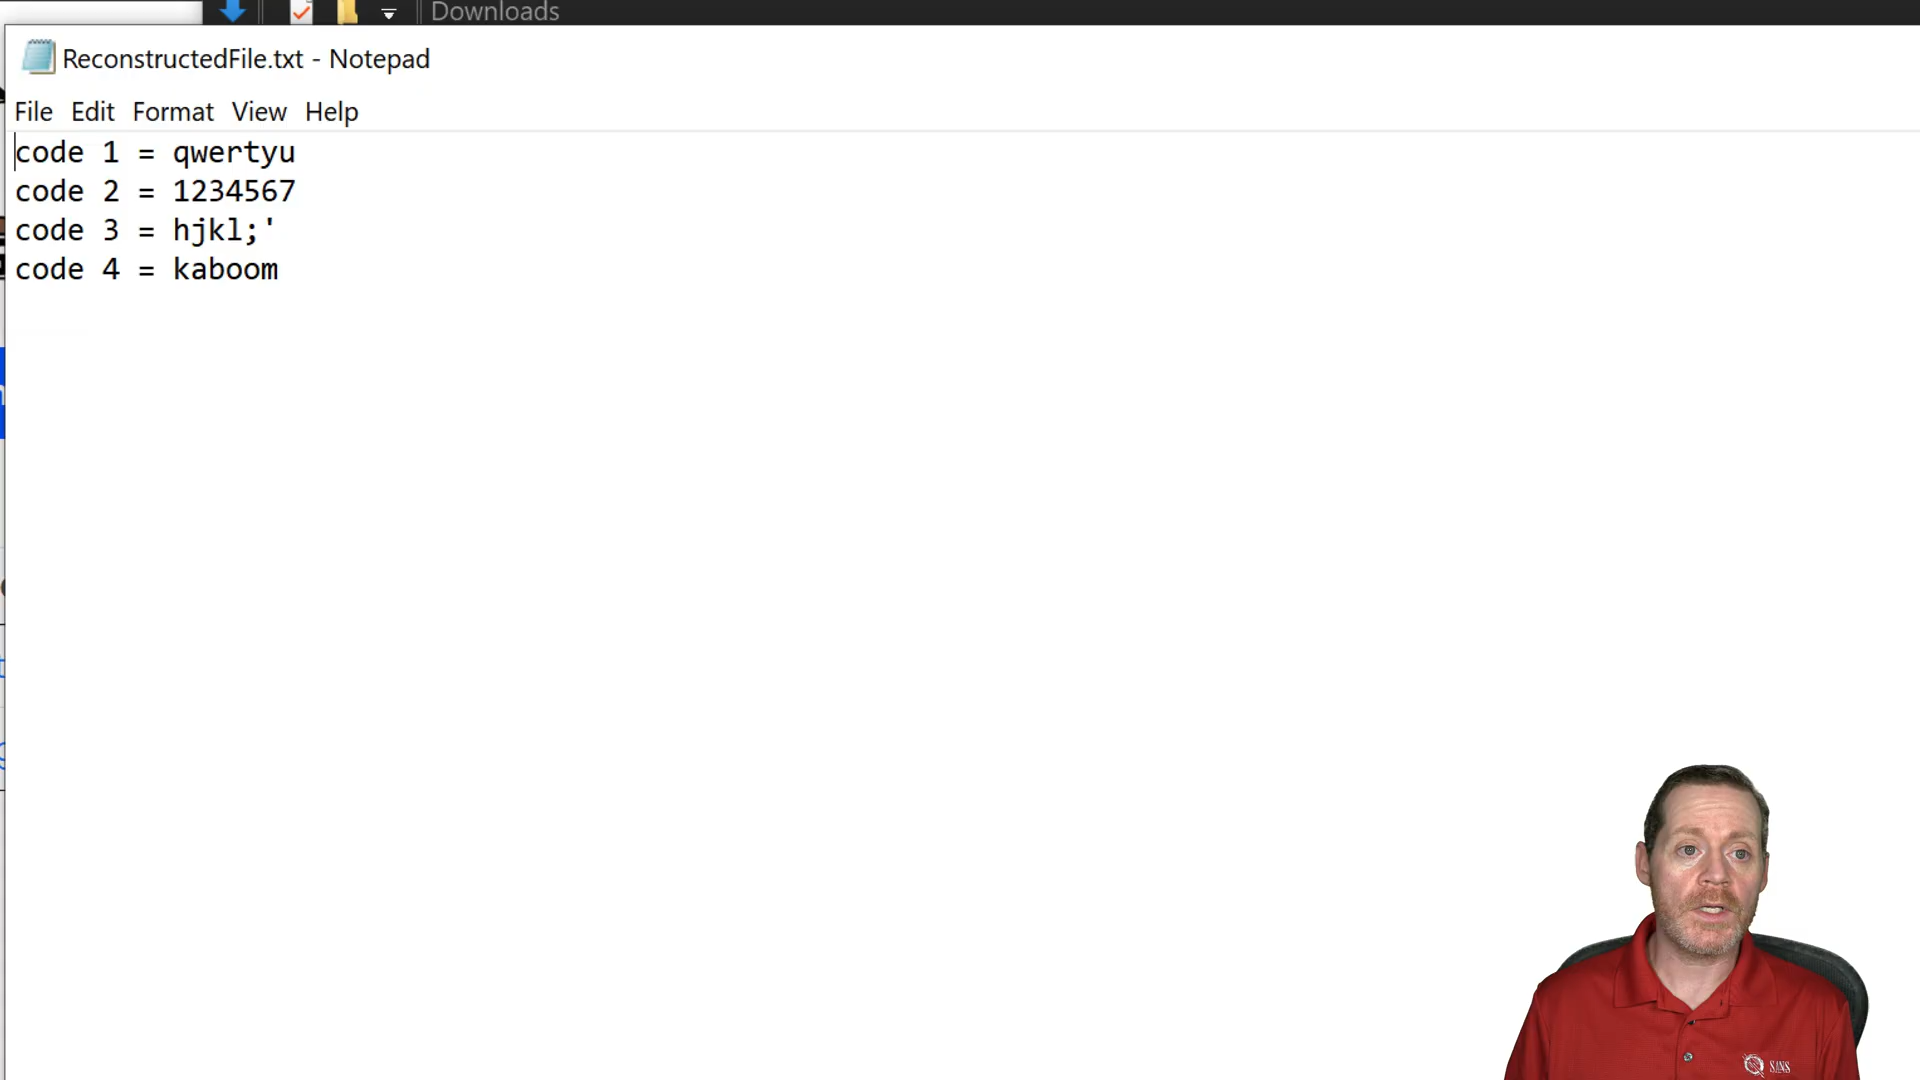 Downloads
ReconstructedFile.txt - Notepad
File Edit Format View Help
code 1 = qwertyu
code 2 = 1234567
code 3 = hjkl;'
code 4 = kaboom
SANS